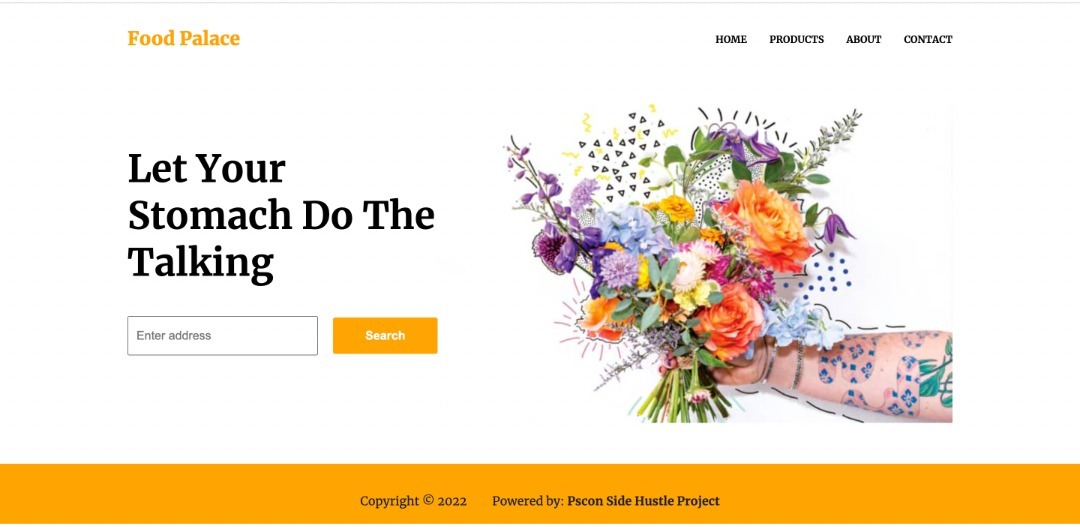 Food Palace
HOME PRODUCTS ABOUT CONTACT
Let Your
Stomach Do The
Talking
Enter address
Search
Copyright © 2022 Powered by: Pscon Side Hustle Project